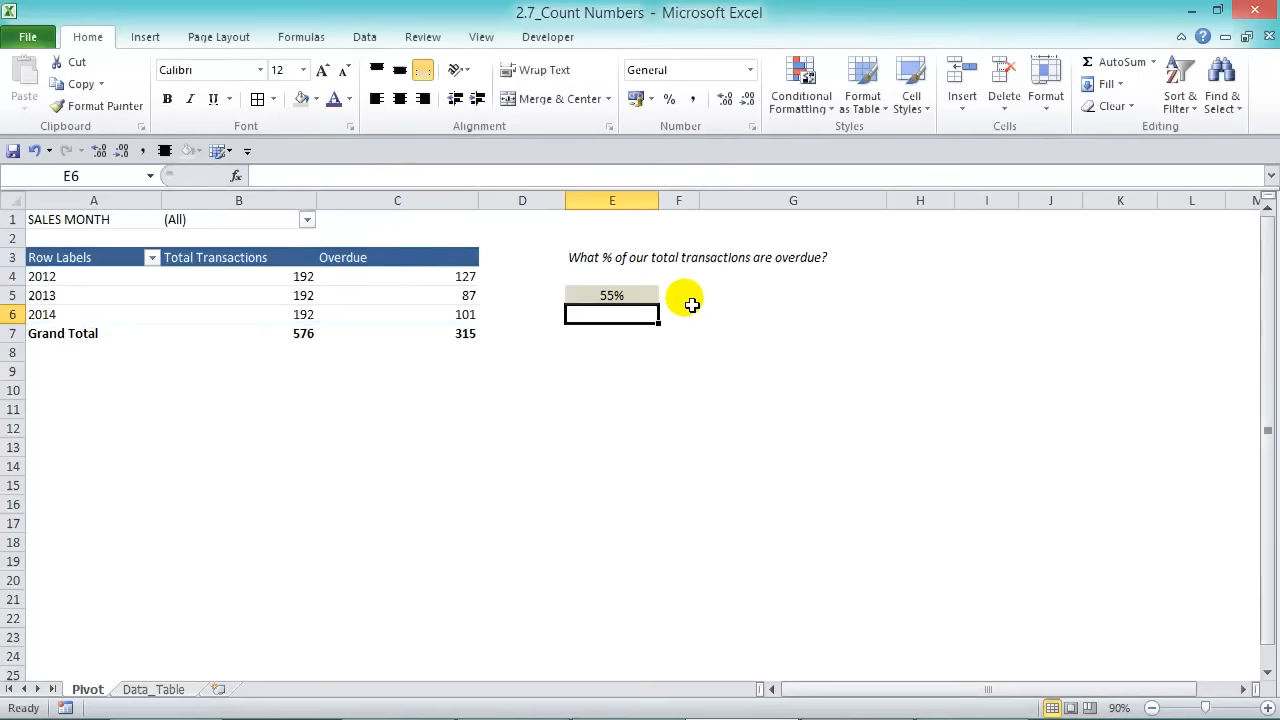 2.7_Count Numbers - Microsoft Excel
File Home Insert Page Layout Formulas Data Review View Developer
Paste
Cut
Copy
Format Painter
Clipboard
Calibri 12
B I U
Font
Wrap Text
Merge & Center
Alignment
General
% ,
Number
Conditional Formatting
Format as Table
Cell Styles
Styles
Insert Delete Format
Cells
AutoSum
Fill
Clear
Sort & Filter
Find & Select
Editing
E6 fx
A B C D E F G H I J K L M
1 SALES MONTH (All)
2
3 Row Labels Total Transactions Overdue What % of our total transactions are overdue?
4 2012 192 127
5 2013 192 87 55%
6 2014 192 101
7 Grand Total 576 315
8
9
10
11
12
13
14
15
16
17
18
19
20
21
22
23
24
25
Pivot Data_Table
Ready 90%